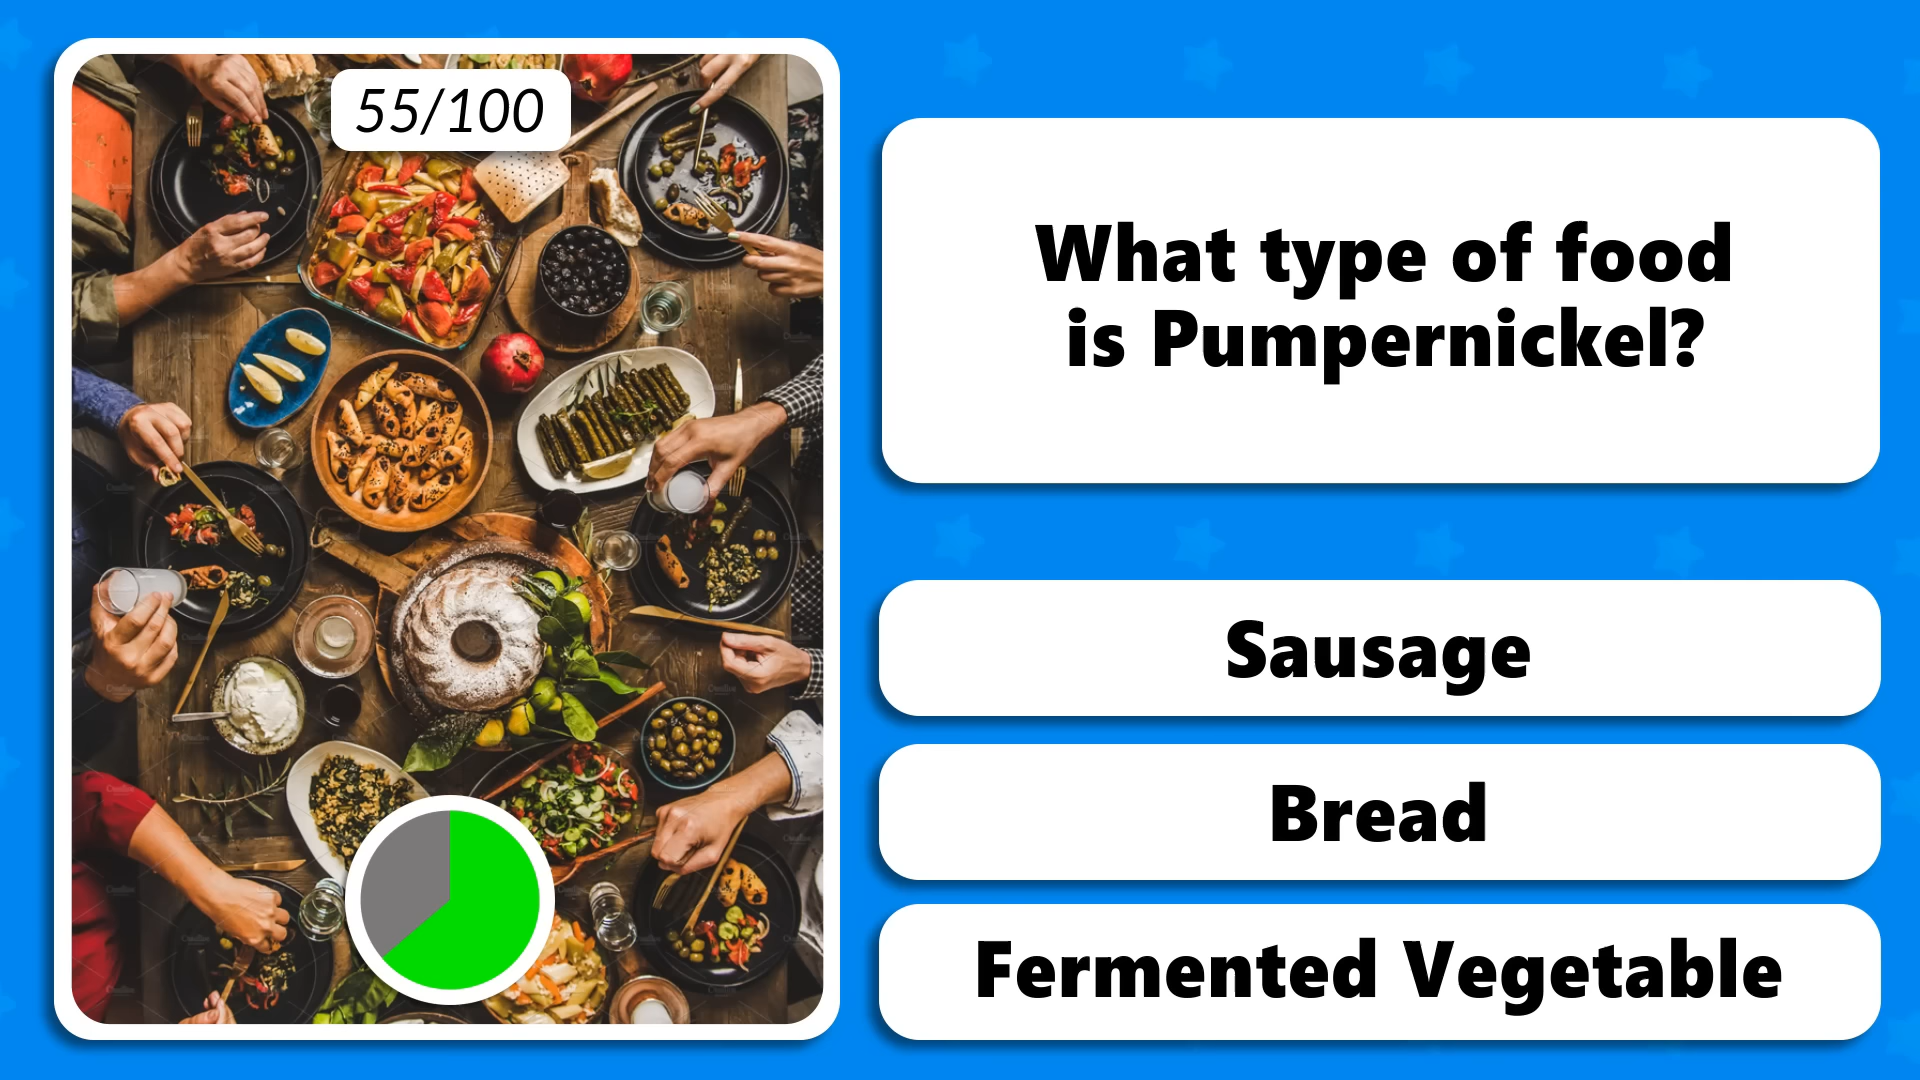 55/100
What type of food
is Pumpernickel?
Sausage
Bread
Fermented Vegetable